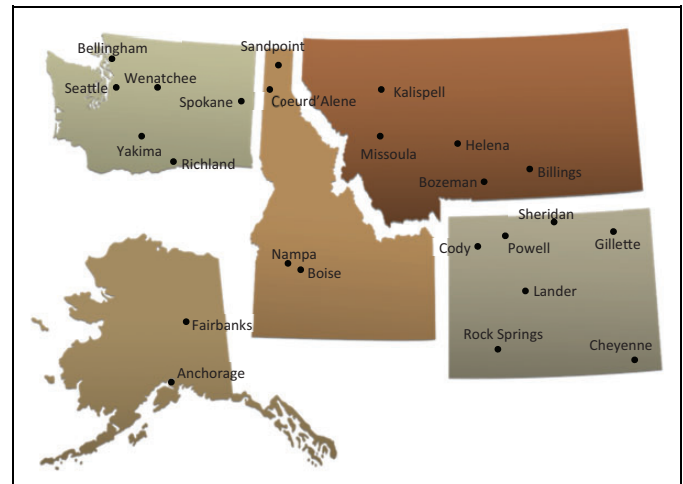 Bellingham
Seattle
Wenatchee
Spokane
Yakima
Richland
Sandpoint
Coeurd'Alene
Nampa
Boise
Kalispell
Missoula
Helena
Bozeman
Billings
Sheridan
Cody
Powell
Gillette
Lander
Rock Springs
Cheyenne
Fairbanks
Anchorage